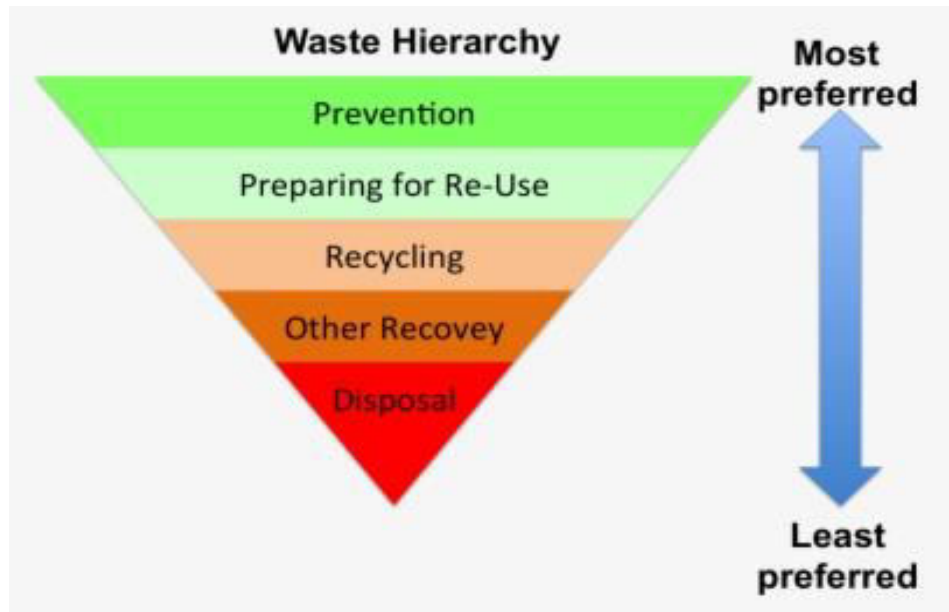 Waste Hierarchy
Most
preferred
Prevention
Preparing for Re-Use
Recycling
Other Recovey
Disposal
Least
preferred